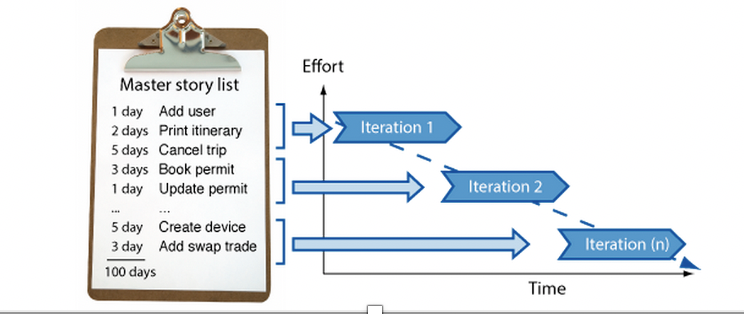 Master story list
1 day Add user
2 days Print itinerary
5 days Cancel trip
3 days Book permit
1 day Update permit
... ...
5 day Create device
3 day Add swap trade
100 days
Effort
Iteration 1
Iteration 2
Iteration (n)
Time